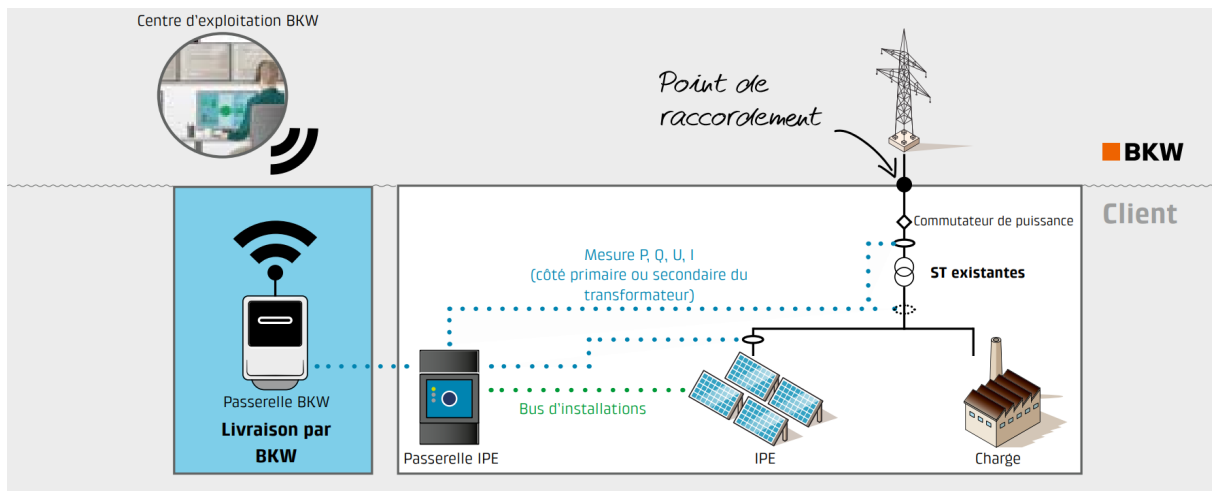 Centre d'exploitation BKW
Point de
raccordement
BKW
Client
Commutateur de puissance
Mesure P, Q, U, I
(côté primaire ou secondaire du
transformateur)
ST existantes
Passerelle BKW
Livraison par
BKW
Bus d'installations
Passerelle IPE
IPE
Charge